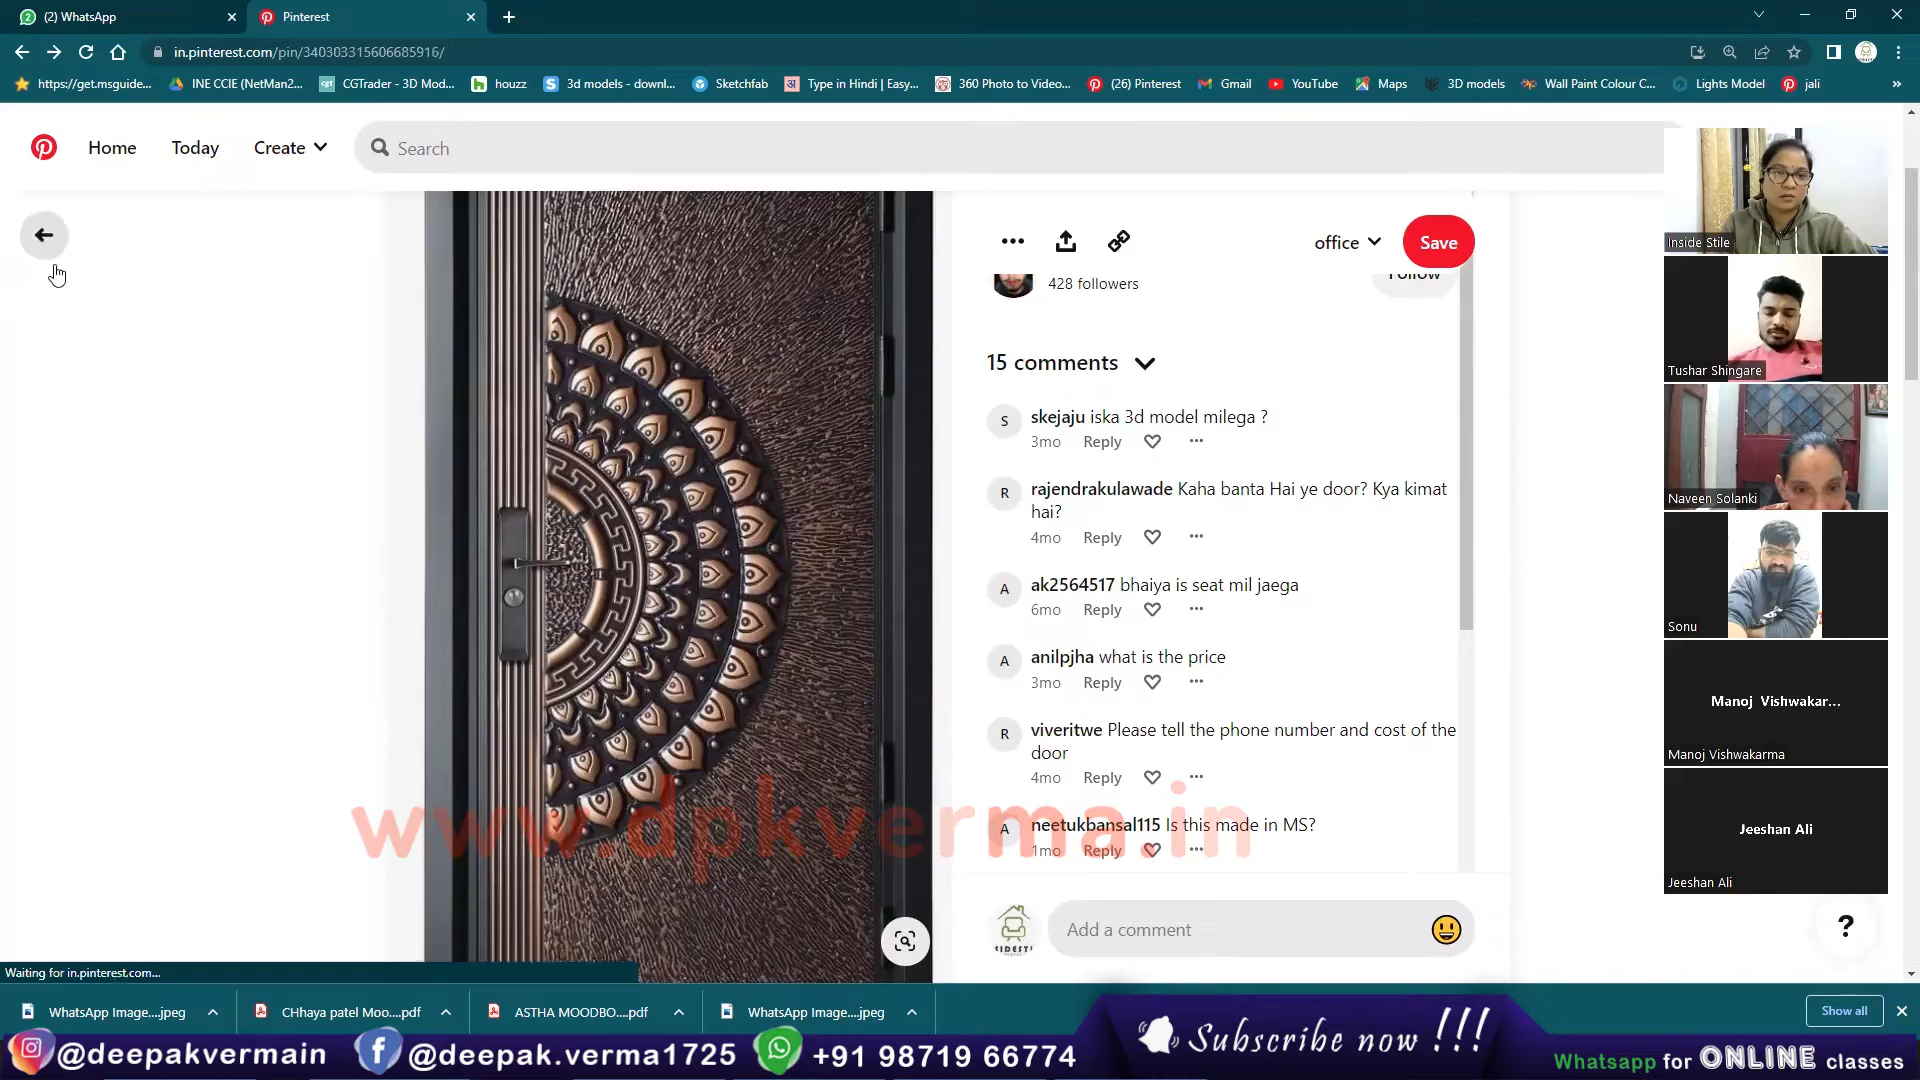 (2) WhatsApp
Pinterest
in.pinterest.com/pin/340303315606685916/
https://get.msguide...
INE CCIE (NetMan2...
CGTrader - 3D Mod...
houzz
3d models - downl...
Sketchfab
Type in Hindi | Easy...
360 Photo to Video...
(26) Pinterest
Gmail
YouTube
Maps
3D models
Wall Paint Colour C...
Lights Model
jali
Home
Today
Create
Search
office
Save
428 followers
Follow
15 comments
S
skejaju iska 3d model milega ?
3mo Reply
R
rajendrakulawade Kaha banta Hai ye door? Kya kimat
hai?
4mo Reply
A
ak2564517 bhaiya is seat mil jaega
6mo Reply
A
anilpjha what is the price
3mo Reply
R
viveritwe Please tell the phone number and cost of the
door
4mo Reply
A
neetukbansal115 Is this made in MS?
1mo Reply
www.dpkverma.in
Add a comment
Inside Stile
Tushar Shingare
Naveen Solanki
Sonu
Manoj Vishwakar...
Manoj Vishwakarma
Jeeshan Ali
Jeeshan Ali
?
Waiting for in.pinterest.com...
WhatsApp Image....jpeg
CHhaya patel Moo....pdf
ASTHA MOODBO....pdf
WhatsApp Image....jpeg
Show all
@deepakvermain
@deepak.verma1725
+91 98719 66774
Subscribe now !!!
Whatsapp for ONLINE classes